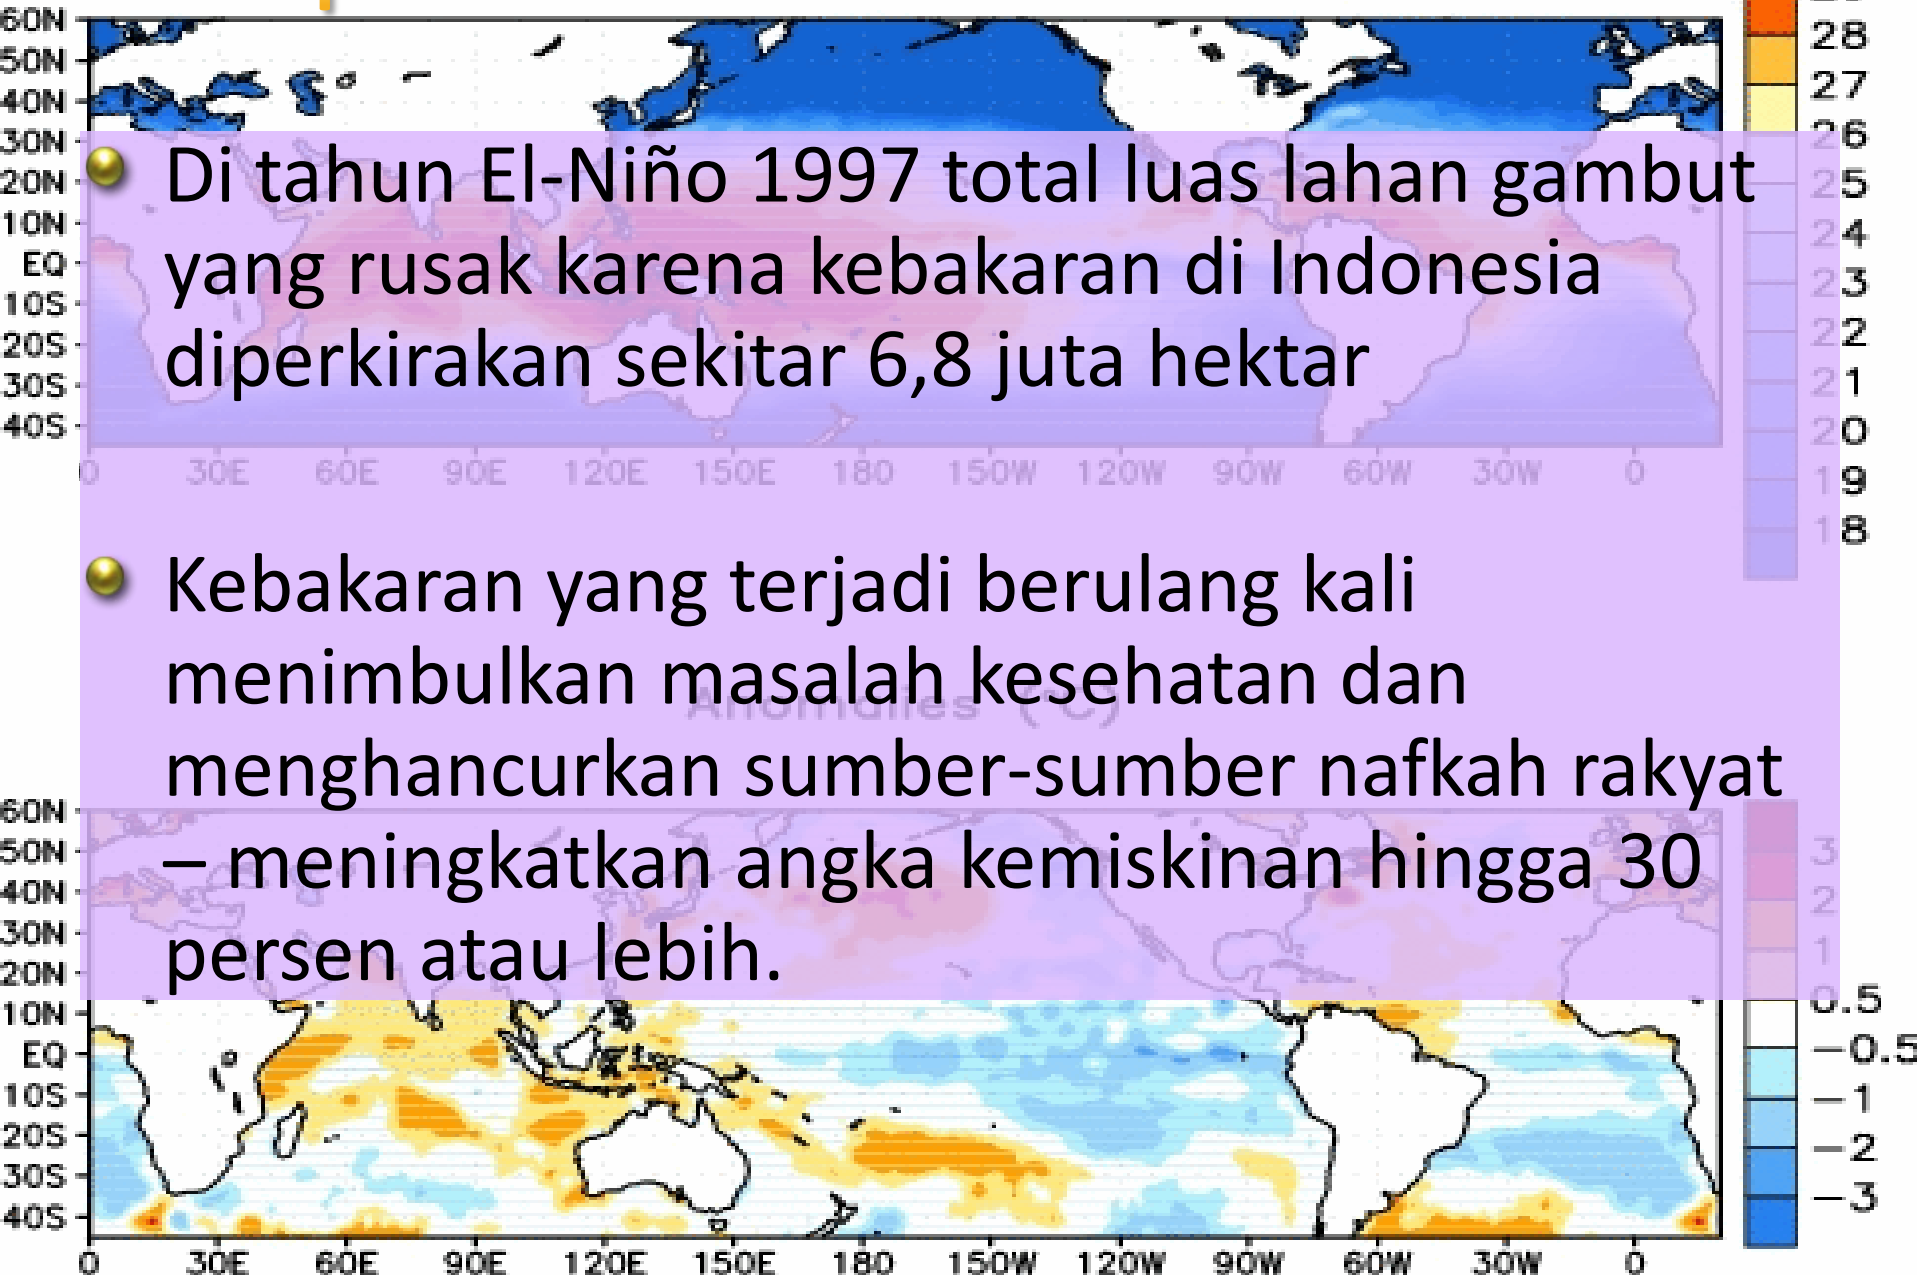 60N
50N
40N
30N
20N
10N
EQ
10S
20S
30S
40S
0 30E 60E 90E 120E 150E 180 150W 120W 90W 60W 30W 0
28
27
26
25
24
23
22
21
20
19
18
Di tahun El-Niño 1997 total luas lahan gambut
yang rusak karena kebakaran di Indonesia
diperkirakan sekitar 6,8 juta hektar
Kebakaran yang terjadi berulang kali
menimbulkan masalah kesehatan dan
menghancurkan sumber-sumber nafkah rakyat
– meningkatkan angka kemiskinan hingga 30
persen atau lebih.
Anomalies (°C)
60N
50N
40N
30N
20N
10N
EQ
10S
20S
30S
40S
0 30E 60E 90E 120E 150E 180 150W 120W 90W 60W 30W 0
3
2
1
0.5
−0.5
−1
−2
−3